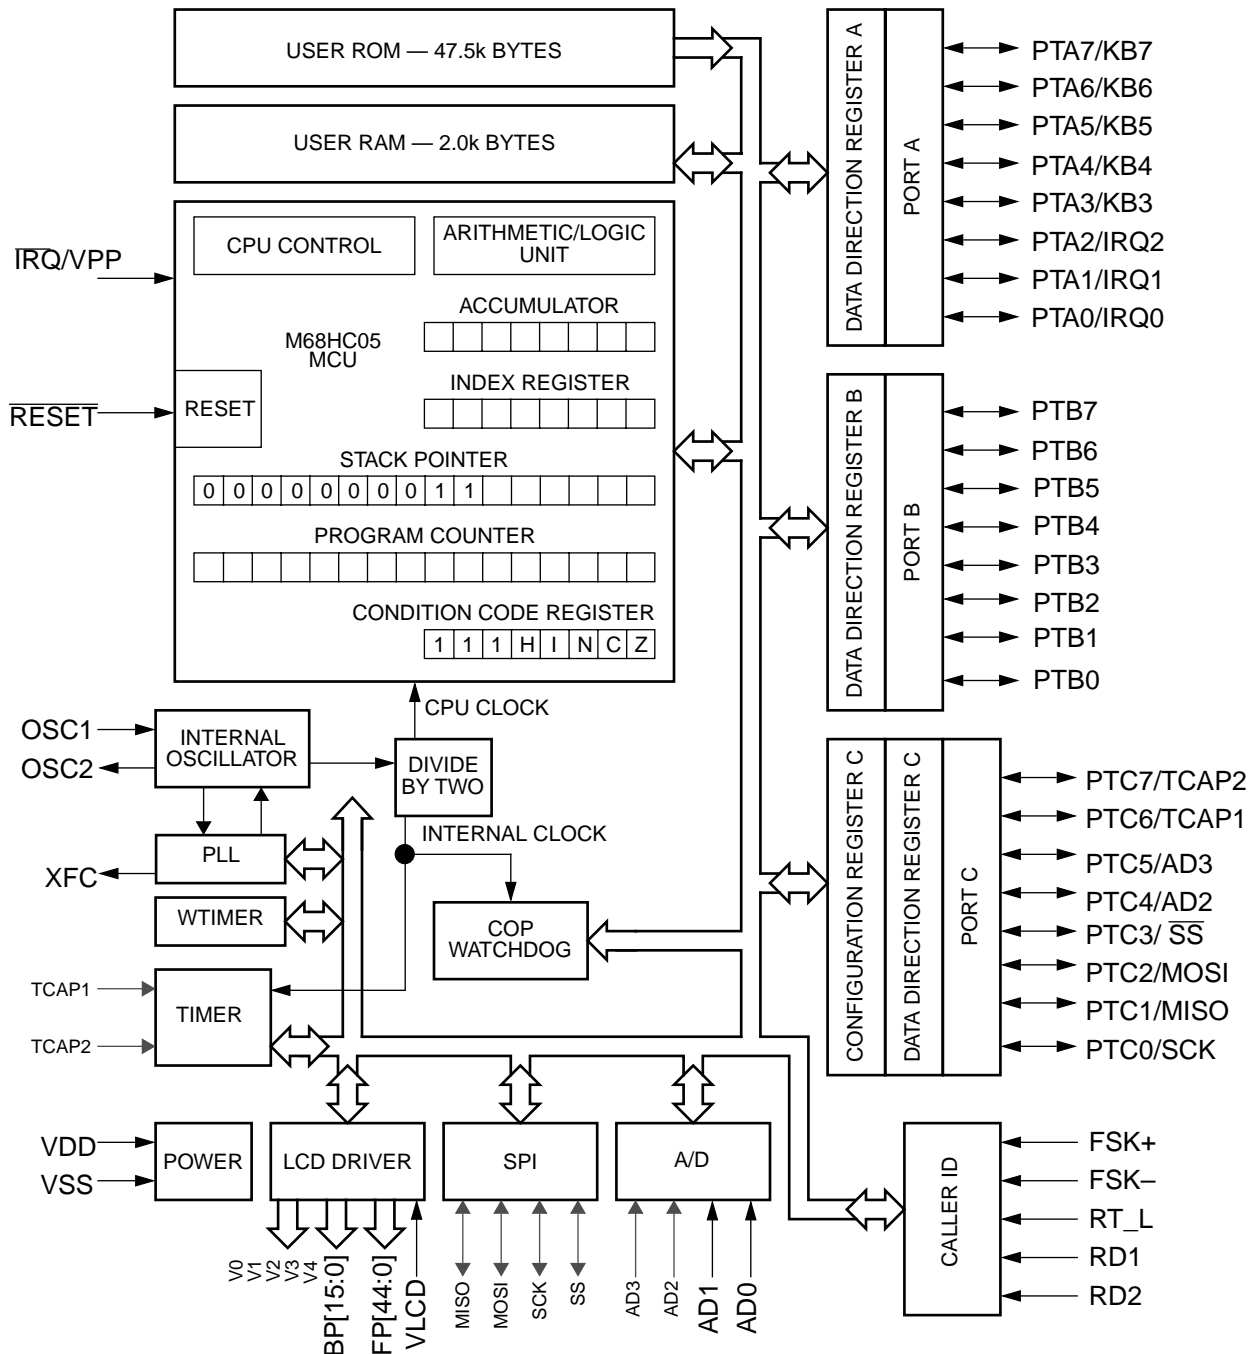 USER ROM — 47.5k BYTES
USER RAM — 2.0k BYTES
CPU CONTROL
ARITHMETIC/LOGIC
UNIT
IRQ/VPP
ACCUMULATOR
M68HC05
MCU
INDEX REGISTER
RESET
RESET
STACK POINTER
0 0 0 0 0 0 0 0 1 1
PROGRAM COUNTER
CONDITION CODE REGISTER
1 1 1 H I N C Z
CPU CLOCK
OSC1
OSC2
INTERNAL
OSCILLATOR
DIVIDE
BY TWO
INTERNAL CLOCK
PLL
XFC
WTIMER
COP
WATCHDOG
TCAP1
TCAP2
TIMER
VDD
VSS
POWER
LCD DRIVER
SPI
A/D
V0
V1
V2
V3
V4
BP[15:0]
FP[44:0]
VLCD
MISO
MOSI
SCK
SS
AD3
AD2
AD1
AD0
DATA DIRECTION REGISTER A
PORT A
PTA7/KB7
PTA6/KB6
PTA5/KB5
PTA4/KB4
PTA3/KB3
PTA2/IRQ2
PTA1/IRQ1
PTA0/IRQ0
DATA DIRECTION REGISTER B
PORT B
PTB7
PTB6
PTB5
PTB4
PTB3
PTB2
PTB1
PTB0
CONFIGURATION REGISTER C
DATA DIRECTION REGISTER C
PORT C
PTC7/TCAP2
PTC6/TCAP1
PTC5/AD3
PTC4/AD2
PTC3/ SS
PTC2/MOSI
PTC1/MISO
PTC0/SCK
CALLER ID
FSK+
FSK–
RT_L
RD1
RD2